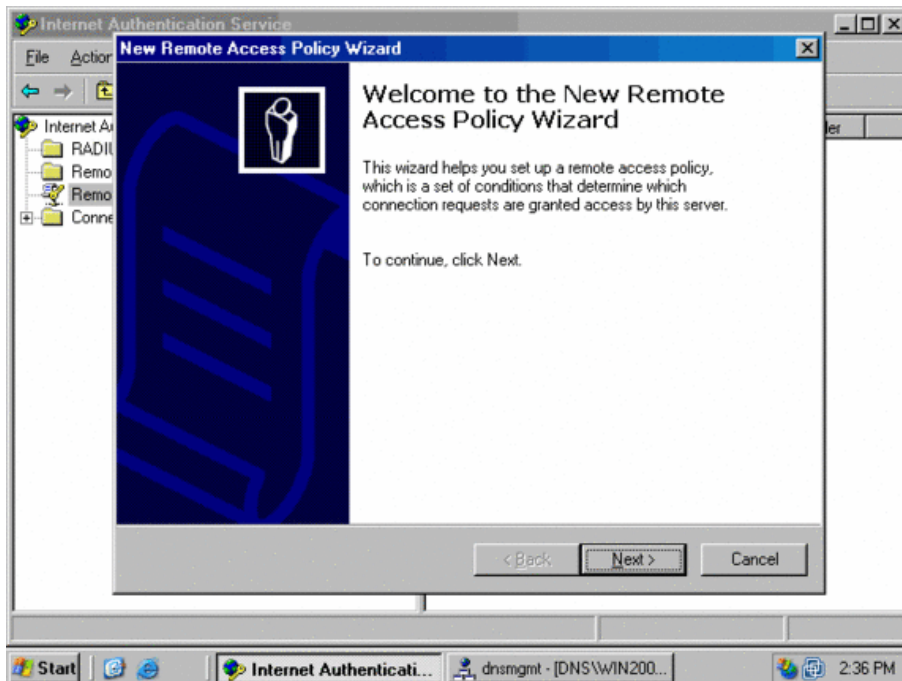 Internet Authentication Service
File Action
New Remote Access Policy Wizard
Internet Au
RADIU
Remo
Remo
Conne
Welcome to the New Remote
Access Policy Wizard
This wizard helps you set up a remote access policy,
which is a set of conditions that determine which
connection requests are granted access by this server.
To continue, click Next.
der
< Back Next > Cancel
Start Internet Authenticati... dnsmgmt - [DNS\WIN200... 2:36 PM